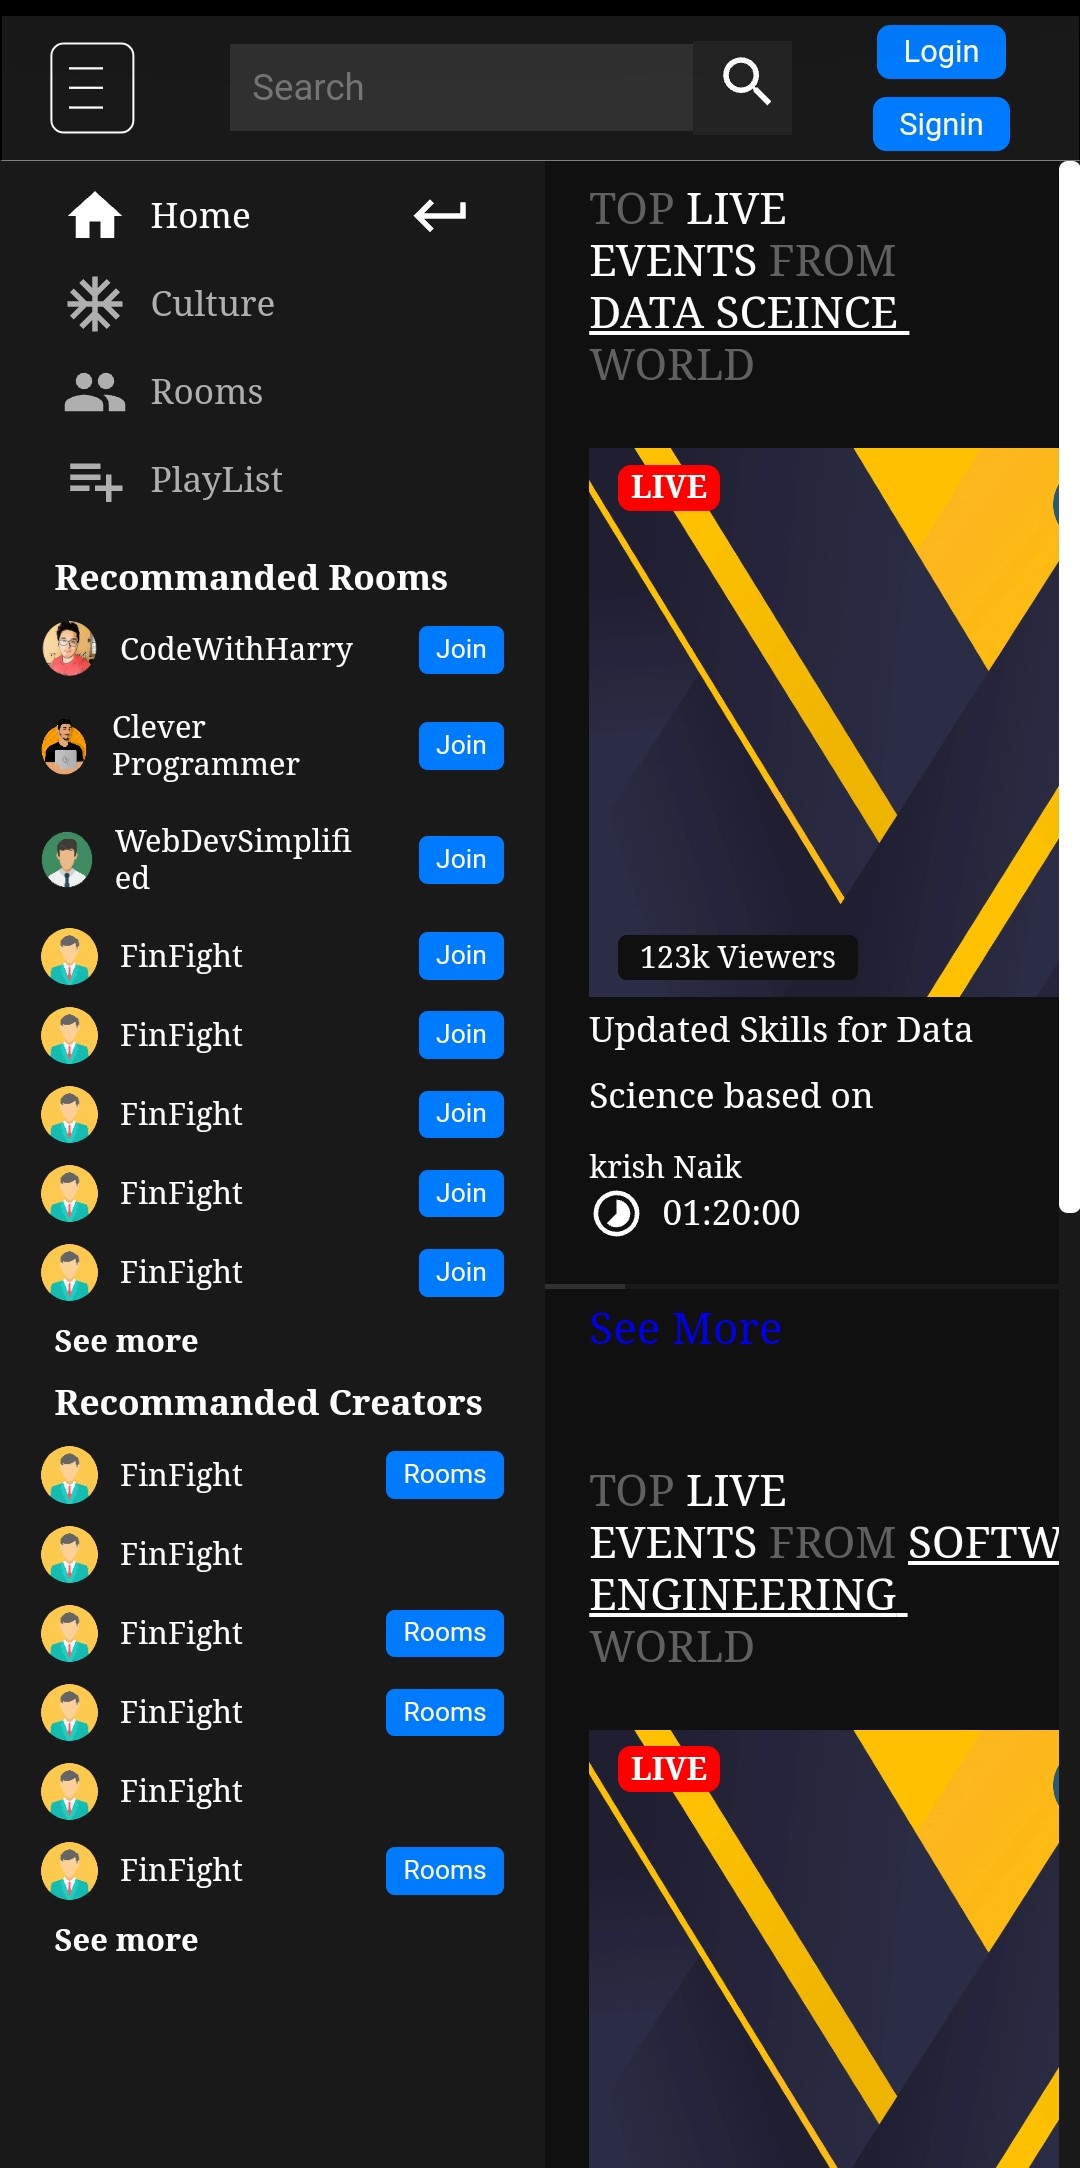 Search
Login
Signin
Home
Culture
Rooms
PlayList
Recommanded Rooms
CodeWithHarry
Join
Clever
Programmer
Join
WebDevSimplifi
ed
Join
FinFight
Join
FinFight
Join
FinFight
Join
FinFight
Join
FinFight
Join
See more
Recommanded Creators
FinFight
Rooms
FinFight
FinFight
Rooms
FinFight
Rooms
FinFight
FinFight
Rooms
See more
TOP LIVE
EVENTS FROM
DATA SCEINCE
WORLD
LIVE
123k Viewers
Updated Skills for Data
Science based on
krish Naik
01:20:00
See More
TOP LIVE
EVENTS FROM SOFTW
ENGINEERING
WORLD
LIVE